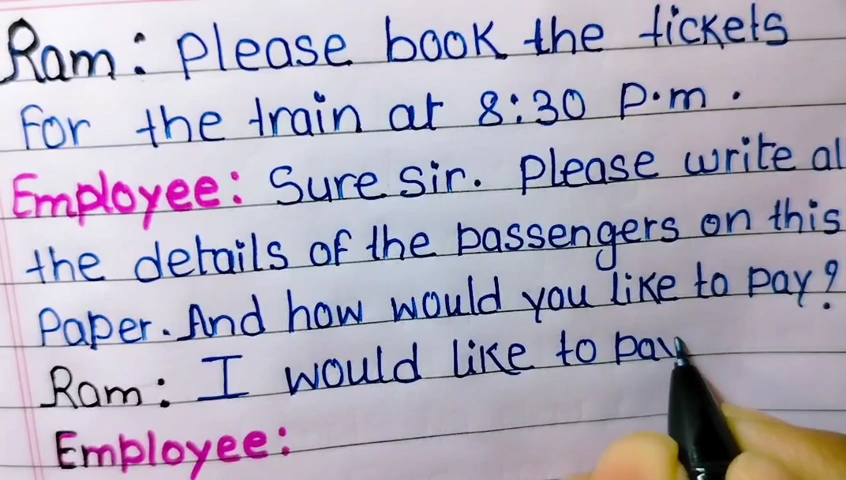 Ram: Please book the tickets
for the train at 8:30 P.m.
Employee: Sure sir. Please write al
the details of the passengers on this
Paper. And how would you like to pay?
Ram: I would like to pay
Employee: